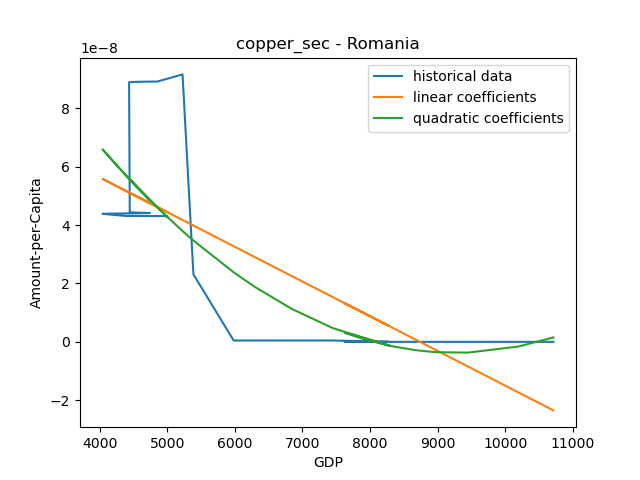 copper_sec - Romania
1e−8
historical data
linear coefficients
quadratic coefficients
8
6
4
2
0
−2
Amount-per-Capita
4000 5000 6000 7000 8000 9000 10000 11000
GDP